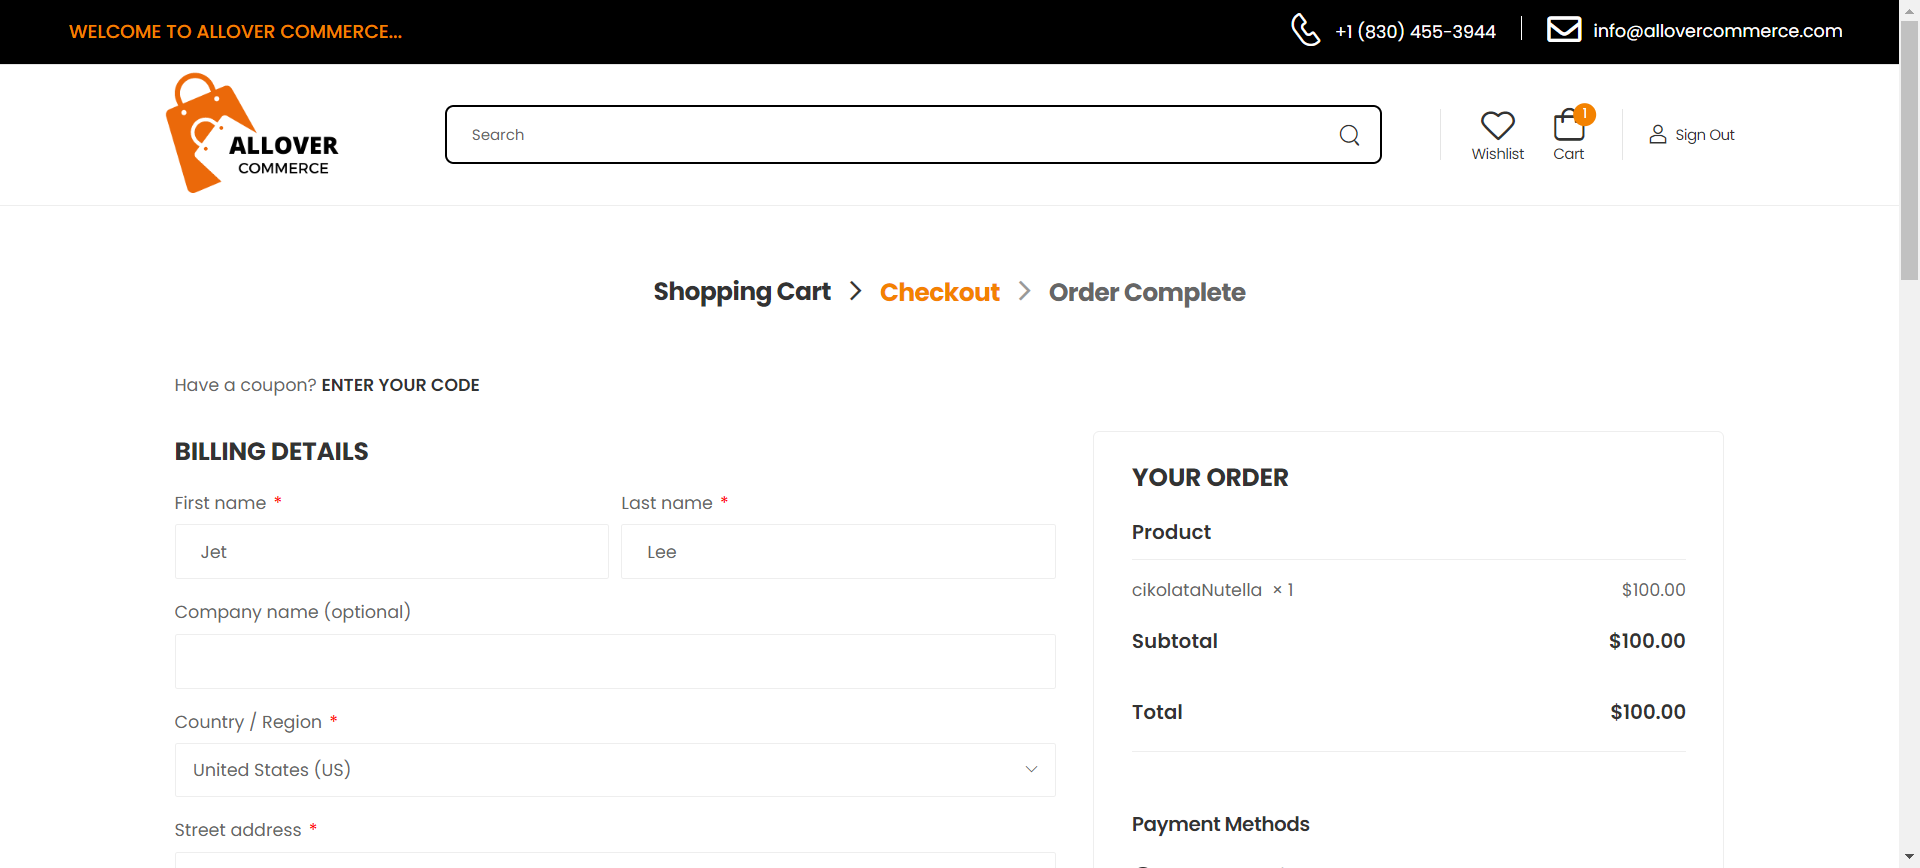 WELCOME TO ALLOVER COMMERCE...
+1 (830) 455-3944
info@allovercommerce.com
ALLOVER
COMMERCE
Search
Wishlist
1
Cart
Sign Out
Shopping Cart > Checkout > Order Complete
Have a coupon? ENTER YOUR CODE
BILLING DETAILS
First name *
Last name *
Jet
Lee
Company name (optional)
Country / Region *
United States (US)
Street address *
YOUR ORDER
Product
cikolataNutella × 1 $100.00
Subtotal $100.00
Total $100.00
Payment Methods